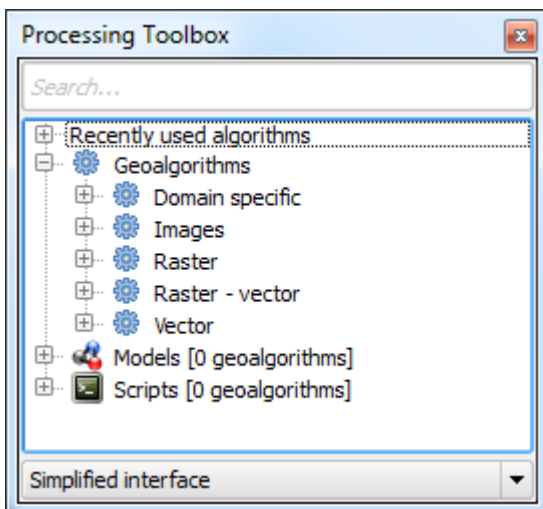 Processing Toolbox
Search...
Recently used algorithms
Geoalgorithms
Domain specific
Images
Raster
Raster - vector
Vector
Models [0 geoalgorithms]
Scripts [0 geoalgorithms]
Simplified interface